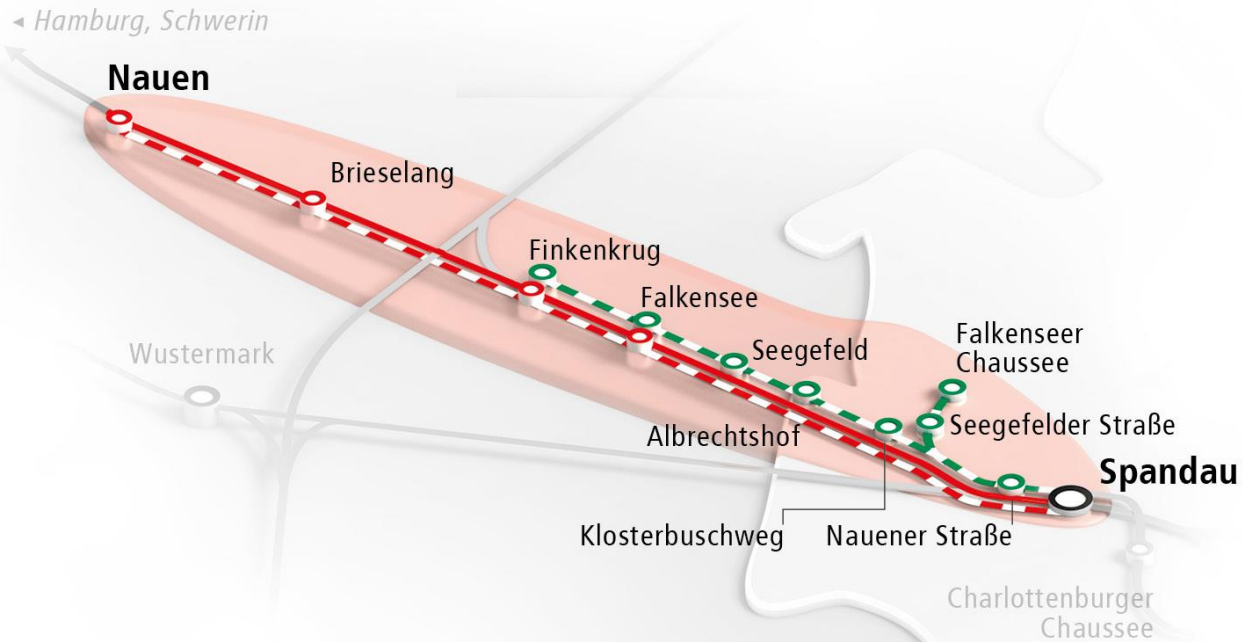 ◂ Hamburg, Schwerin
Nauen
Brieselang
Finkenkrug
Falkensee
Seegefeld
Falkenseer
Chaussee
Wustermark
Albrechtshof
Seegefelder Straße
Spandau
Klosterbuschweg
Nauener Straße
Charlottenburger
Chaussee